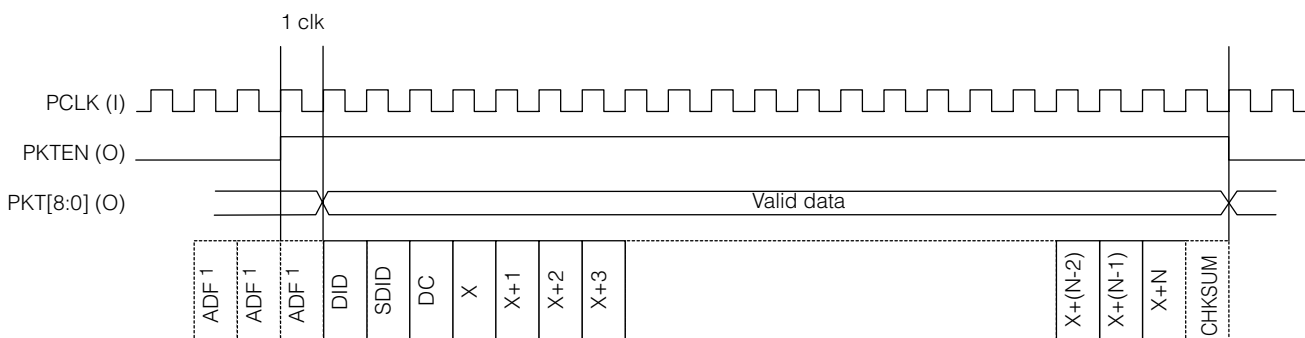 1 clk
PCLK (I)
PKTEN (O)
PKT[8:0] (O)
Valid data
ADF 1
ADF 1
ADF 1
DID
SDID
DC
X
X+1
X+2
X+3
X+(N-2)
X+(N-1)
X+N
CHKSUM